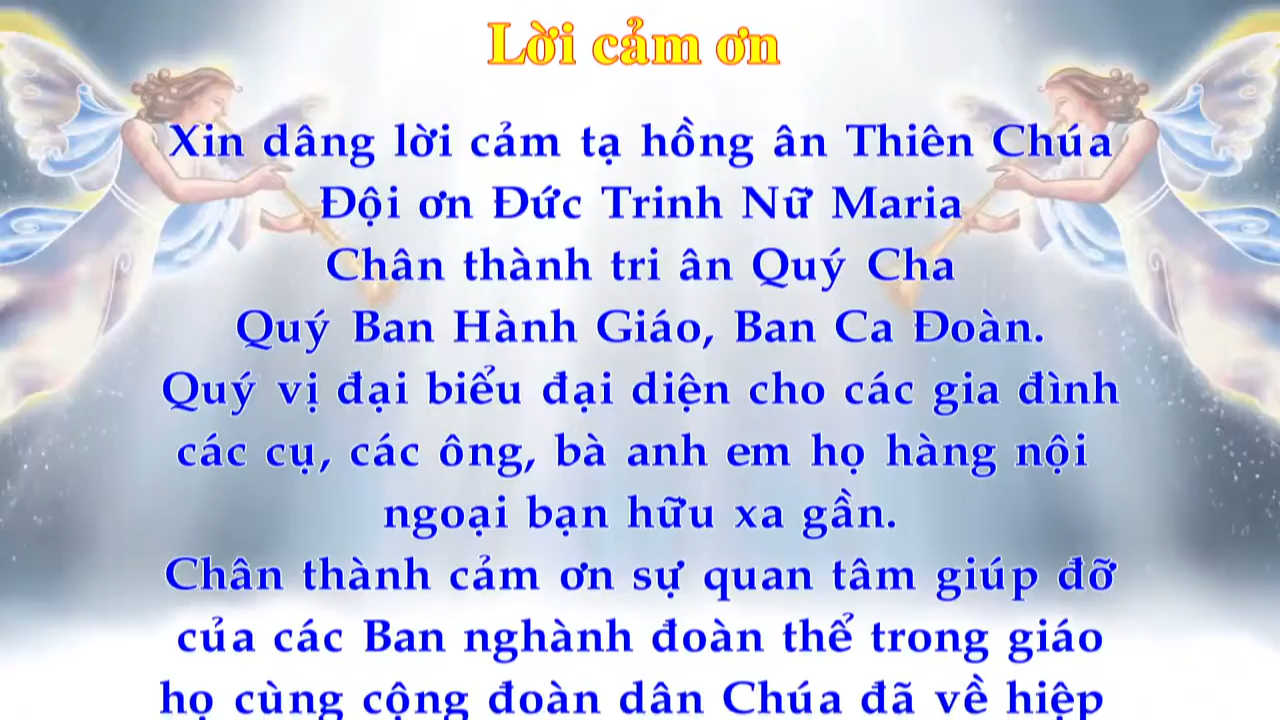 Lời cảm ơn
Xin dâng lời cảm tạ hồng ân Thiên Chúa
Đội ơn Đức Trinh Nữ Maria
Chân thành tri ân Quý Cha
Quý Ban Hành Giáo, Ban Ca Đoàn.
Quý vị đại biểu đại diện cho các gia đình
các cụ, các ông, bà anh em họ hàng nội
ngoại bạn hữu xa gần.
Chân thành cảm ơn sự quan tâm giúp đỡ
của các Ban nghành đoàn thể trong giáo
họ cùng cộng đoàn dân Chúa đã về hiệp